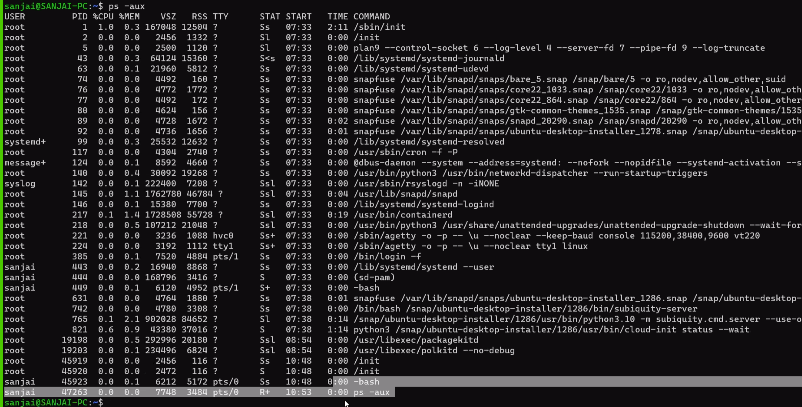 sanjai@SANJAI-PC:~$ ps -aux
USER PID %CPU %MEM VSZ RSS TTY STAT START TIME COMMAND
root 1 1.0 0.3 167048 12504 ? Ss 07:33 2:11 /sbin/init
root 2 0.0 0.0 2456 1332 ? Sl 07:33 0:00 /init
root 5 0.0 0.0 2500 1120 ? Sl 07:33 0:00 plan9 --control-socket 6 --log-level 4 --server-fd 7 --pipe-fd 9 --log-truncate
root 43 0.0 0.3 64124 15360 ? S<s 07:33 0:00 /lib/systemd/systemd-journald
root 63 0.0 0.1 21960 5812 ? Ss 07:33 0:00 /lib/systemd/systemd-udevd
root 74 0.0 0.0 4492 160 ? Ss 07:33 0:00 snapfuse /var/lib/snapd/snaps/bare_5.snap /snap/bare/5 -o ro,nodev,allow_other,suid
root 76 0.0 0.0 4772 1772 ? Ss 07:33 0:00 snapfuse /var/lib/snapd/snaps/core22_1033.snap /snap/core22/1033 -o ro,nodev,allow_oth
root 77 0.0 0.0 4492 172 ? Ss 07:33 0:00 snapfuse /var/lib/snapd/snaps/core22_864.snap /snap/core22/864 -o ro,nodev,allow_other
root 80 0.0 0.0 4624 156 ? Ss 07:33 0:00 snapfuse /var/lib/snapd/snaps/gtk-common-themes_1535.snap /snap/gtk-common-themes/1535
root 89 0.0 0.0 4728 1672 ? Ss 07:33 0:02 snapfuse /var/lib/snapd/snaps/snapd_20290.snap /snap/snapd/20290 -o ro,nodev,allow_oth
root 92 0.0 0.0 4736 1656 ? Ss 07:33 0:01 snapfuse /var/lib/snapd/snaps/ubuntu-desktop-installer_1278.snap /snap/ubuntu-desktop-
systemd+ 99 0.0 0.3 25532 12632 ? Ss 07:33 0:00 /lib/systemd/systemd-resolved
root 117 0.0 0.0 4304 2740 ? Ss 07:33 0:00 /usr/sbin/cron -f -P
message+ 124 0.0 0.1 8592 4660 ? Ss 07:33 0:00 @dbus-daemon --system --address=systemd: --nofork --nopidfile --systemd-activation --s
root 140 0.0 0.4 30092 19268 ? Ss 07:33 0:00 /usr/bin/python3 /usr/bin/networkd-dispatcher --run-startup-triggers
syslog 142 0.0 0.1 222400 7208 ? Ssl 07:33 0:00 /usr/sbin/rsyslogd -n -iNONE
root 145 0.0 1.1 1762780 46784 ? Ssl 07:33 0:04 /usr/lib/snapd/snapd
root 146 0.0 0.1 15380 7700 ? Ss 07:33 0:00 /lib/systemd/systemd-logind
root 217 0.1 1.4 1728508 55728 ? Ssl 07:33 0:19 /usr/bin/containerd
root 218 0.0 0.5 107212 21048 ? Ssl 07:33 0:00 /usr/bin/python3 /usr/share/unattended-upgrades/unattended-upgrade-shutdown --wait-for
root 221 0.0 0.0 3236 1088 hvc0 Ss+ 07:33 0:00 /sbin/agetty -o -p -- \u --noclear --keep-baud console 115200,38400,9600 vt220
root 224 0.0 0.0 3192 1112 tty1 Ss+ 07:33 0:00 /sbin/agetty -o -p -- \u --noclear tty1 linux
root 385 0.0 0.1 7520 4884 pts/1 Ss 07:33 0:00 /bin/login -f
sanjai 443 0.0 0.2 16940 8868 ? Ss 07:33 0:00 /lib/systemd/systemd --user
sanjai 444 0.0 0.0 168796 3416 ? S 07:33 0:00 (sd-pam)
sanjai 449 0.0 0.1 6120 4952 pts/1 S+ 07:33 0:00 -bash
root 631 0.0 0.0 4764 1880 ? Ss 07:38 0:01 snapfuse /var/lib/snapd/snaps/ubuntu-desktop-installer_1286.snap /snap/ubuntu-desktop-
root 742 0.0 0.0 4780 3308 ? Ss 07:38 0:00 /bin/bash /snap/ubuntu-desktop-installer/1286/bin/subiquity-server
root 765 0.1 2.1 902028 84652 ? Sl 07:38 0:14 /snap/ubuntu-desktop-installer/1286/usr/bin/python3.10 -m subiquity.cmd.server --use-o
root 821 0.6 0.9 43380 37016 ? S 07:38 1:14 python3 /snap/ubuntu-desktop-installer/1286/usr/bin/cloud-init status --wait
root 19198 0.0 0.5 292996 20180 ? Ssl 08:54 0:00 /usr/libexec/packagekitd
root 19203 0.0 0.1 234496 6824 ? Ssl 08:54 0:00 /usr/libexec/polkitd --no-debug
root 45919 0.0 0.0 2456 116 ? Ss 10:48 0:00 /init
root 45920 0.0 0.0 2472 116 ? S 10:48 0:00 /init
sanjai 45923 0.0 0.1 6212 5172 pts/0 Ss 10:48 0:00 -bash
sanjai 47263 0.0 0.0 7748 3484 pts/0 R+ 10:53 0:00 ps -aux
sanjai@SANJAI-PC:~$